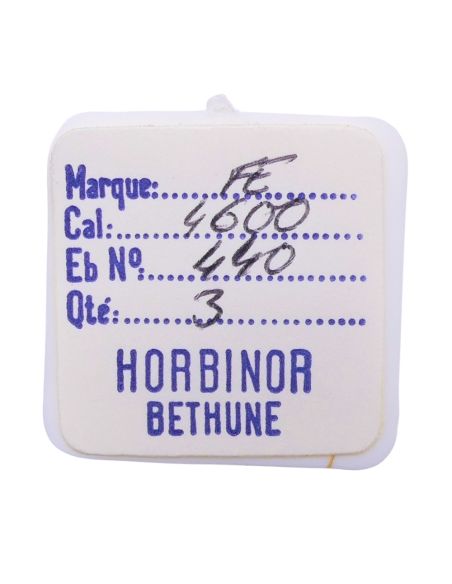 Marque: FE
Cal: 4600
Eb Nº 440
Qté: 3
HORBINOR
BETHUNE